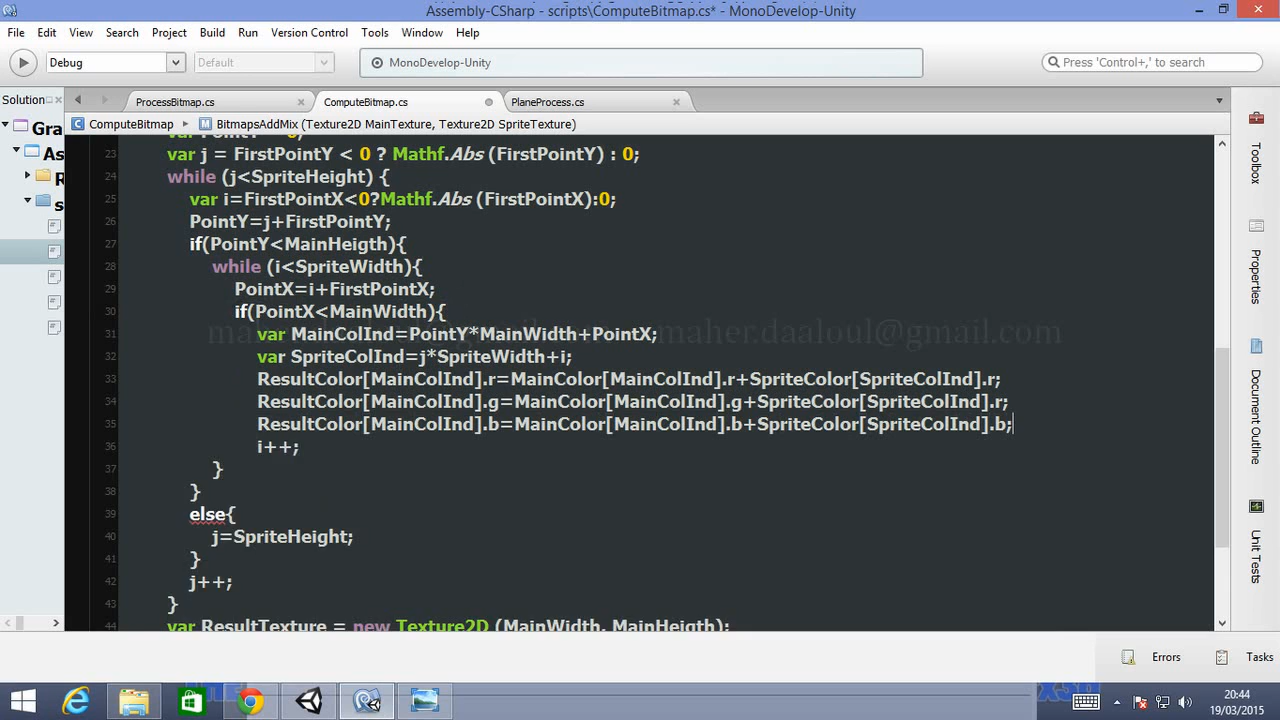 Assembly-CSharp - scripts\ComputeBitmap.cs* - MonoDevelop-Unity
File Edit View Search Project Build Run Version Control Tools Window Help
Debug Default MonoDevelop-Unity Press 'Control+,' to search
Solution ProcessBitmap.cs ComputeBitmap.cs PlaneProcess.cs
ComputeBitmap BitmapsAddMix (Texture2D MainTexture, Texture2D SpriteTexture)
Gra
As
R
s
23 var j = FirstPointY < 0 ? Mathf.Abs (FirstPointY) : 0;
24 while (j<SpriteHeight) {
25 var i=FirstPointX<0?Mathf.Abs (FirstPointX):0;
26 PointY=j+FirstPointY;
27 if(PointY<MainHeigth){
28 while (i<SpriteWidth){
29 PointX=i+FirstPointX;
30 if(PointX<MainWidth){
31 var MainColInd=PointY*MainWidth+PointX;
maher.daaloul@gmail.com
32 var SpriteColInd=j*SpriteWidth+i;
33 ResultColor[MainColInd].r=MainColor[MainColInd].r+SpriteColor[SpriteColInd].r;
34 ResultColor[MainColInd].g=MainColor[MainColInd].g+SpriteColor[SpriteColInd].r;
35 ResultColor[MainColInd].b=MainColor[MainColInd].b+SpriteColor[SpriteColInd].b;
36 i++;
37 }
38 }
39 else{
40 j=SpriteHeight;
41 }
42 j++;
43 }
44 var ResultTexture = new Texture2D (MainWidth, MainHeigth);
Toolbox
Properties
Document Outline
Unit Tests
Errors Tasks
20:44
19/03/2015